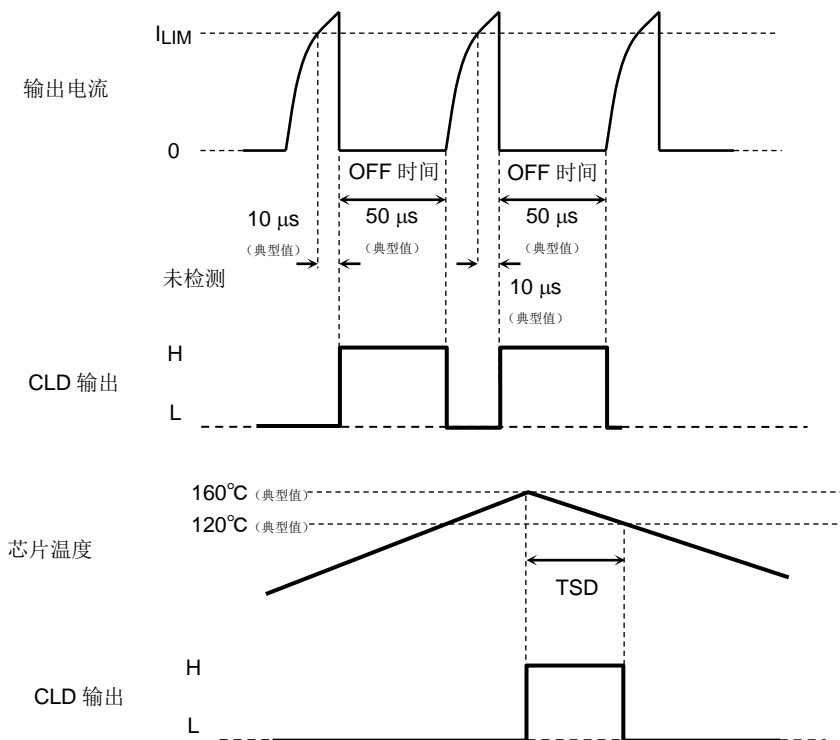 ILIM
输出电流
0
OFF 时间
OFF 时间
10 μs
(典型值)
50 μs
(典型值)
50 μs
(典型值)
未检测
10 μs
(典型值)
H
CLD 输出
L
160°C (典型值)
120°C (典型值)
芯片温度
TSD
H
CLD 输出
L